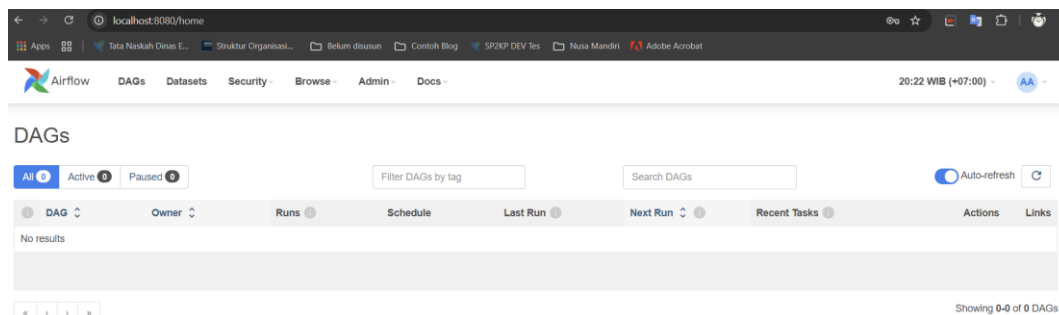 localhost:8080/home
Apps Tata Naskah Dinas E... Struktur Organisasi... Belum disusun Contoh Blog SP2KP DEV Tes Nusa Mandiri Adobe Acrobat
Airflow DAGs Datasets Security Browse Admin Docs 20:22 WIB (+07:00) AA
DAGs
All 0 Active 0 Paused 0 Filter DAGs by tag Search DAGs Auto-refresh
DAG Owner Runs Schedule Last Run Next Run Recent Tasks Actions Links
No results
« ‹ › » Showing 0-0 of 0 DAGs